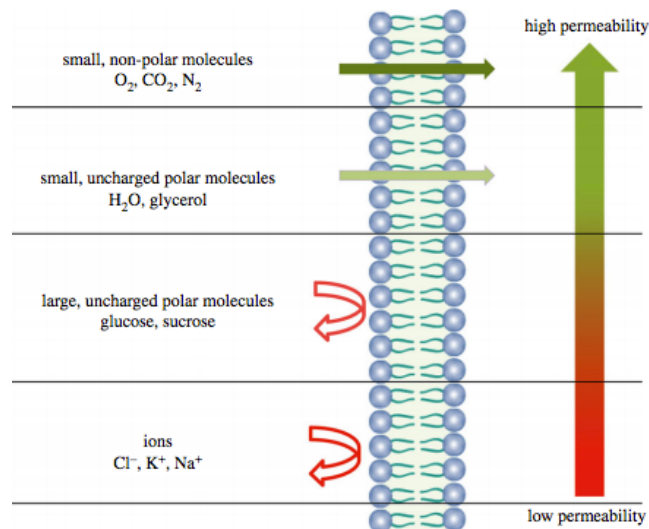 high permeability
small, non-polar molecules
O₂, CO₂, N₂
small, uncharged polar molecules
H₂O, glycerol
large, uncharged polar molecules
glucose, sucrose
ions
Cl⁻, K⁺, Na⁺
low permeability